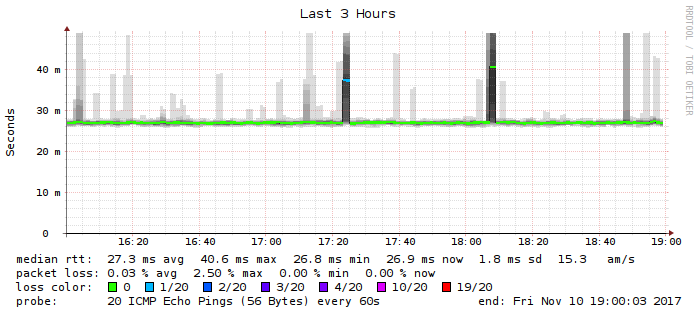 Last 3 Hours
RRDTOOL / TOBI OETIKER
Seconds
40 m
30 m
20 m
10 m
0
16:20 16:40 17:00 17:20 17:40 18:00 18:20 18:40 19:00
median rtt: 27.3 ms avg 40.6 ms max 26.8 ms min 26.9 ms now 1.8 ms sd 15.3 am/s
packet loss: 0.03 % avg 2.50 % max 0.00 % min 0.00 % now
loss color: 0 1/20 2/20 3/20 4/20 10/20 19/20
probe: 20 ICMP Echo Pings (56 Bytes) every 60s end: Fri Nov 10 19:00:03 2017